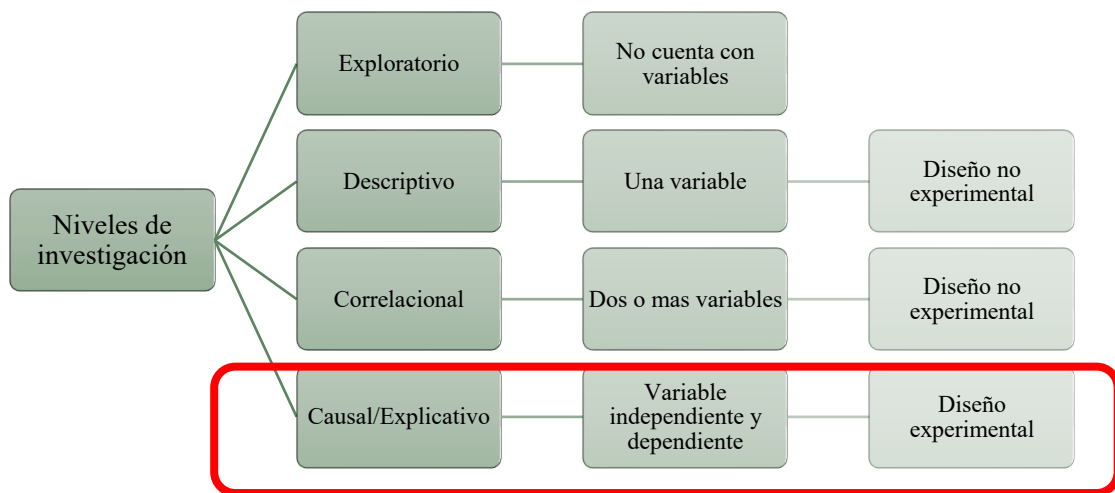 Niveles de
investigación
Exploratorio
No cuenta con
variables
Descriptivo
Una variable
Diseño no
experimental
Correlacional
Dos o mas variables
Diseño no
experimental
Causal/Explicativo
Variable
independiente y
dependiente
Diseño
experimental